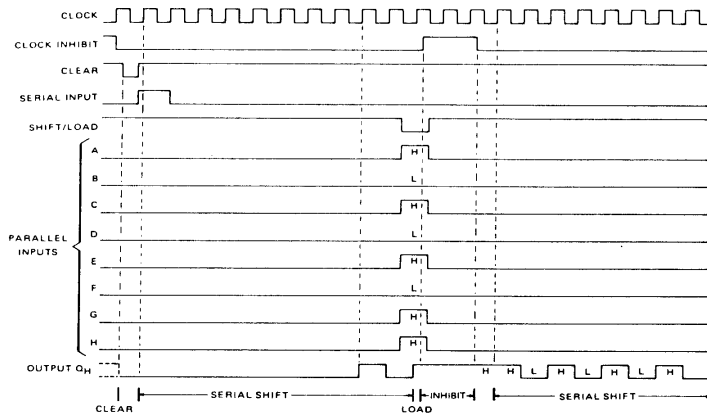 CLOCK
CLOCK INHIBIT
CLEAR
SERIAL INPUT
SHIFT/LOAD
PARALLEL
INPUTS
A H
B L
C H
D L
E H
F L
G H
H H
OUTPUT QH H H L H L H L H
CLEAR SERIAL SHIFT LOAD INHIBIT SERIAL SHIFT